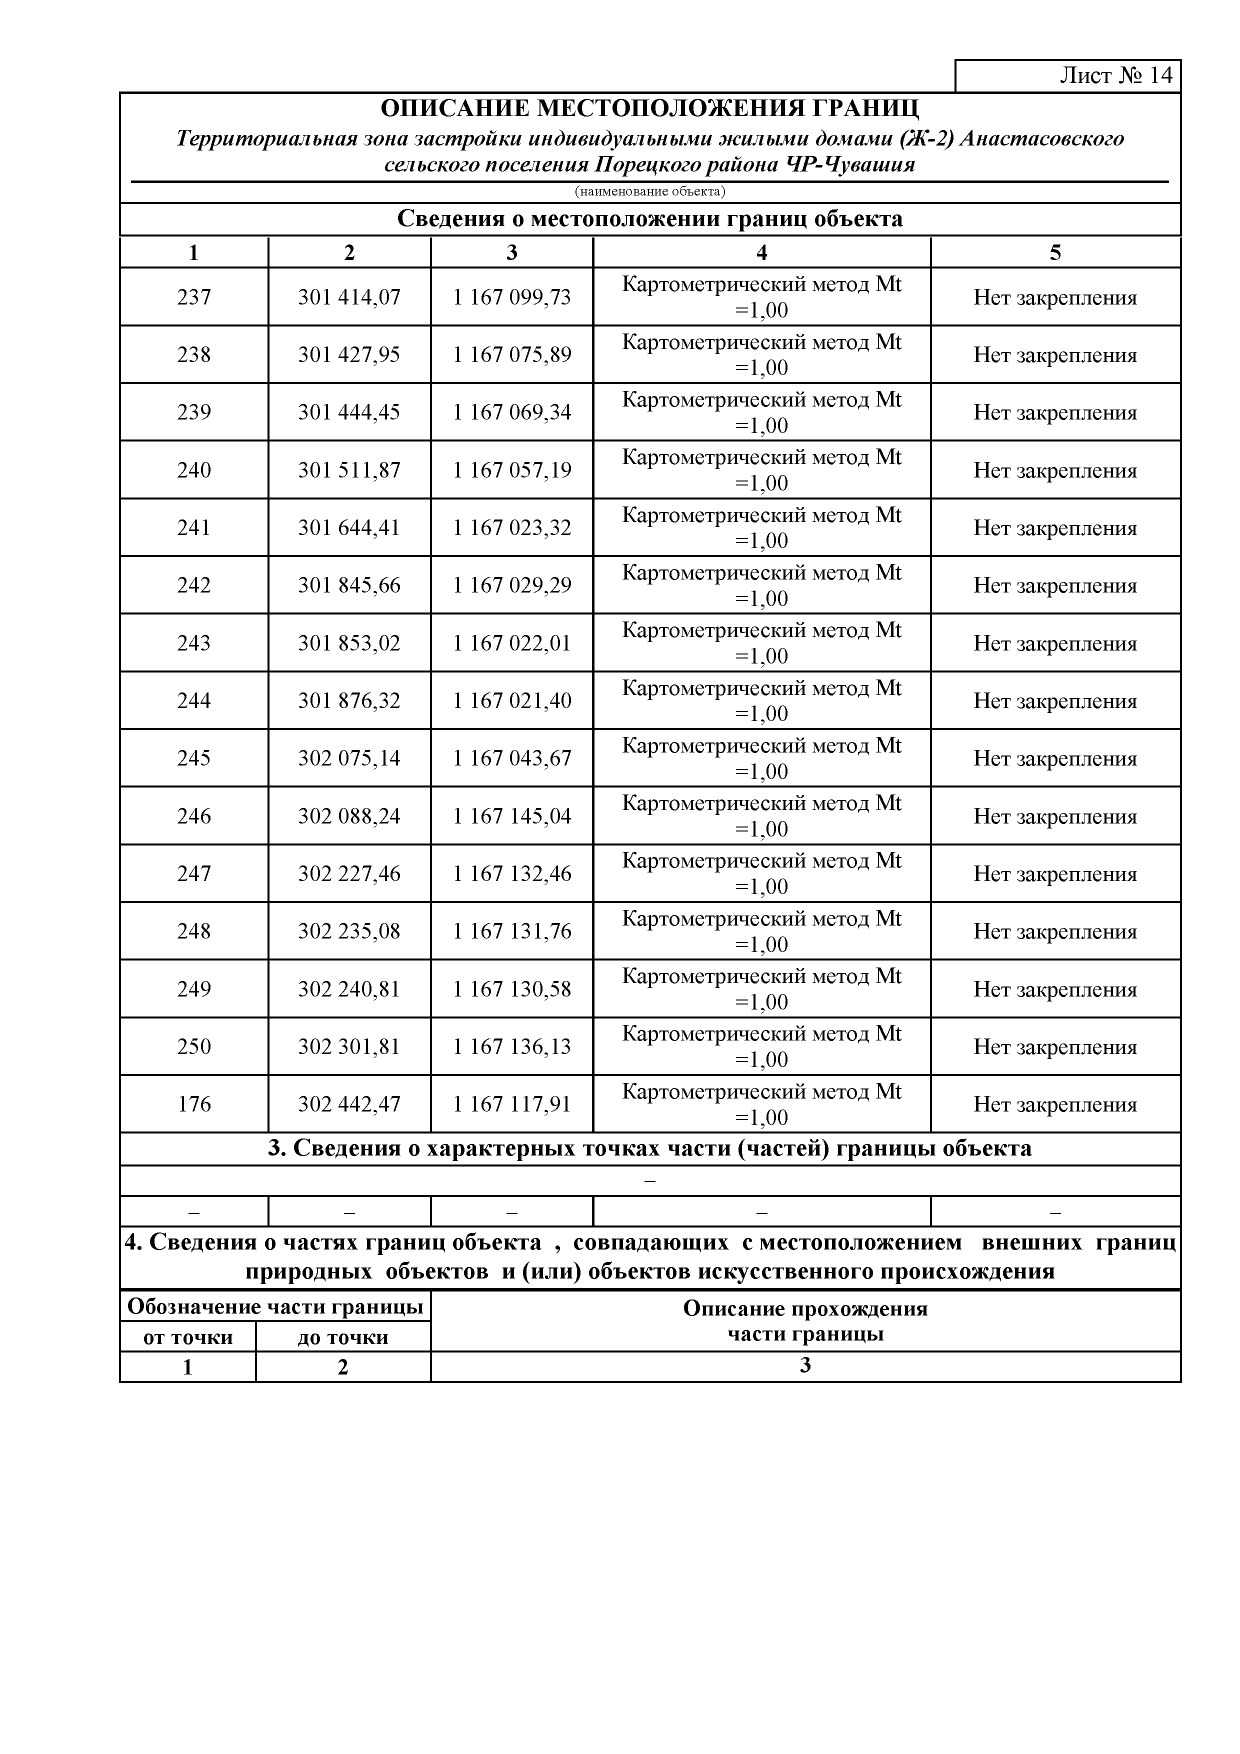 Лист № 14
ОПИСАНИЕ МЕСТОПОЛОЖЕНИЯ ГРАНИЦ
Территориальная зона застройки индивидуальными жилыми домами (Ж-2) Анастасовского
сельского поселения Порецкого района ЧР-Чувашия
(наименование объекта)
Сведения о местоположении границ объекта
1 2 3 4 5
237 301 414,07 1 167 099,73 Картометрический метод Mt
=1,00 Нет закрепления
238 301 427,95 1 167 075,89 Картометрический метод Mt
=1,00 Нет закрепления
239 301 444,45 1 167 069,34 Картометрический метод Mt
=1,00 Нет закрепления
240 301 511,87 1 167 057,19 Картометрический метод Mt
=1,00 Нет закрепления
241 301 644,41 1 167 023,32 Картометрический метод Mt
=1,00 Нет закрепления
242 301 845,66 1 167 029,29 Картометрический метод Mt
=1,00 Нет закрепления
243 301 853,02 1 167 022,01 Картометрический метод Mt
=1,00 Нет закрепления
244 301 876,32 1 167 021,40 Картометрический метод Mt
=1,00 Нет закрепления
245 302 075,14 1 167 043,67 Картометрический метод Mt
=1,00 Нет закрепления
246 302 088,24 1 167 145,04 Картометрический метод Mt
=1,00 Нет закрепления
247 302 227,46 1 167 132,46 Картометрический метод Mt
=1,00 Нет закрепления
248 302 235,08 1 167 131,76 Картометрический метод Mt
=1,00 Нет закрепления
249 302 240,81 1 167 130,58 Картометрический метод Mt
=1,00 Нет закрепления
250 302 301,81 1 167 136,13 Картометрический метод Mt
=1,00 Нет закрепления
176 302 442,47 1 167 117,91 Картометрический метод Mt
=1,00 Нет закрепления
3. Сведения о характерных точках части (частей) границы объекта
–
– – – – –
4. Сведения о частях границ объекта , совпадающих с местоположением внешних границ
природных объектов и (или) объектов искусственного происхождения
Обозначение части границы
от точки до точки
Описание прохождения
части границы
1 2 3